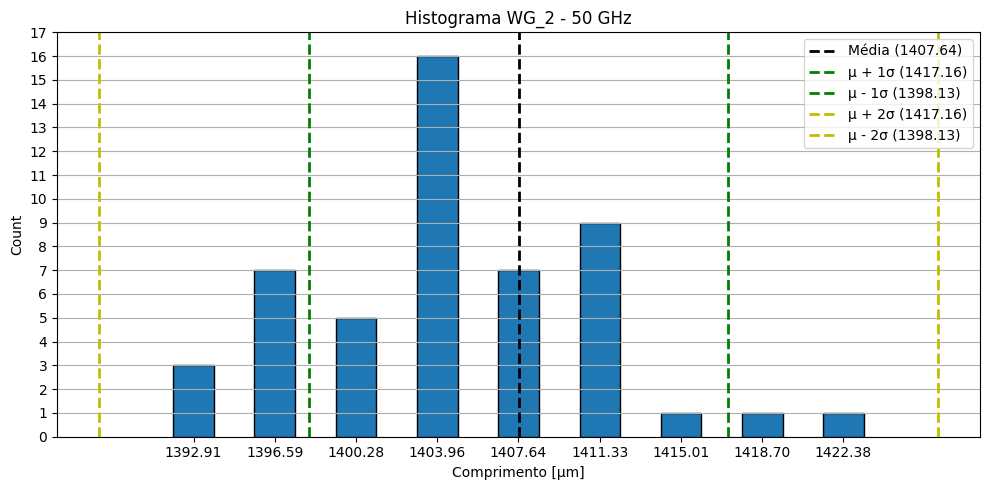 Histograma WG_2 - 50 GHz
Média (1407.64)
μ + 1σ (1417.16)
μ - 1σ (1398.13)
μ + 2σ (1417.16)
μ - 2σ (1398.13)
Count
17
16
15
14
13
12
11
10
9
8
7
6
5
4
3
2
1
0
1392.91 1396.59 1400.28 1403.96 1407.64 1411.33 1415.01 1418.70 1422.38
Comprimento [μm]